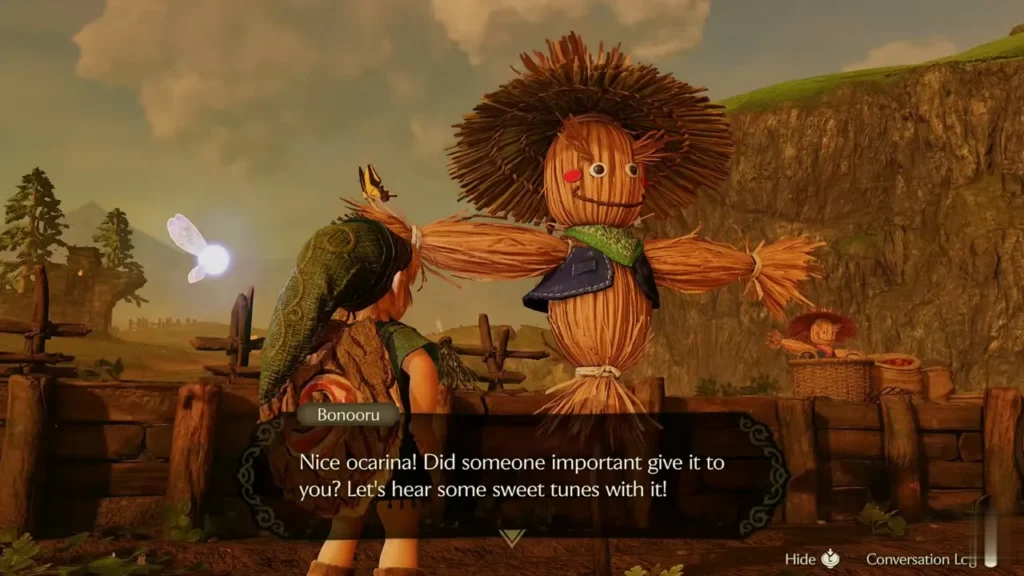 Bonooru
Nice ocarina! Did someone important give it to
you? Let's hear some sweet tunes with it!
Hide L Conversation